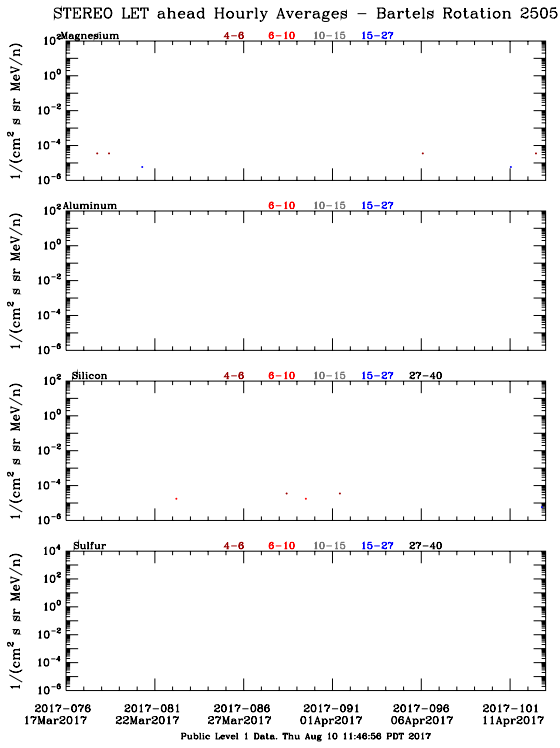 STEREO LET ahead Hourly Averages - Bartels Rotation 2505
Magnesium 4-6 6-10 10-15 15-27
10² 10⁰ 10⁻² 10⁻⁴ 10⁻⁶
1/(cm² s sr MeV/n)
Aluminum 6-10 10-15 15-27
10² 10⁰ 10⁻² 10⁻⁴ 10⁻⁶
1/(cm² s sr MeV/n)
Silicon 4-6 6-10 10-15 15-27 27-40
10² 10⁰ 10⁻² 10⁻⁴ 10⁻⁶
1/(cm² s sr MeV/n)
Sulfur 4-6 6-10 10-15 15-27 27-40
10⁴ 10² 10⁰ 10⁻² 10⁻⁴ 10⁻⁶
1/(cm² s sr MeV/n)
2017-076 2017-081 2017-086 2017-091 2017-096 2017-101
17Mar2017 22Mar2017 27Mar2017 01Apr2017 06Apr2017 11Apr2017
Public Level 1 Data. Thu Aug 10 11:46:56 PDT 2017